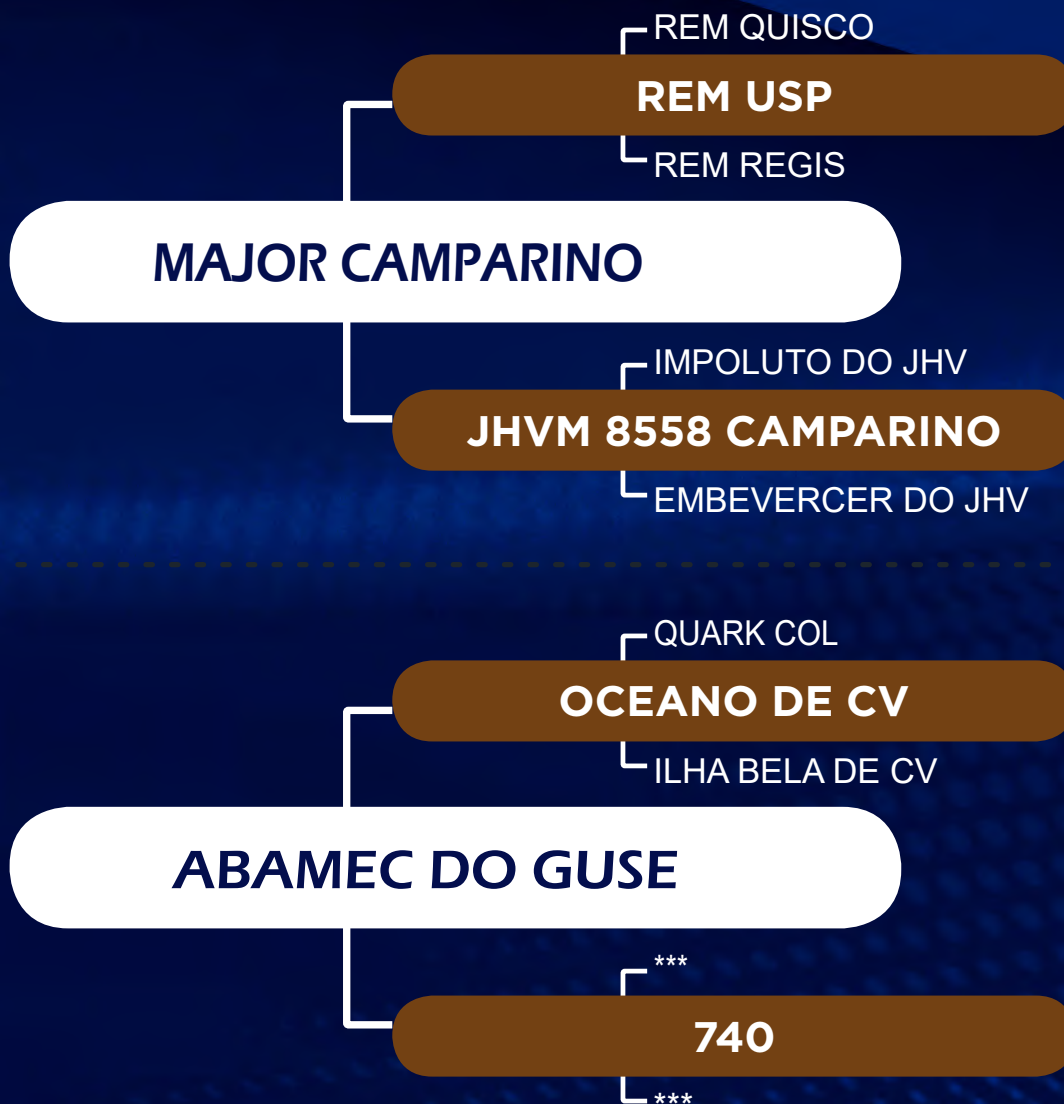 REM QUISCO
REM USP
REM REGIS
MAJOR CAMPARINO
IMPOLUTO DO JHV
JHVM 8558 CAMPARINO
EMBEVERCER DO JHV
QUARK COL
OCEANO DE CV
ILHA BELA DE CV
ABAMEC DO GUSE
***
740
***